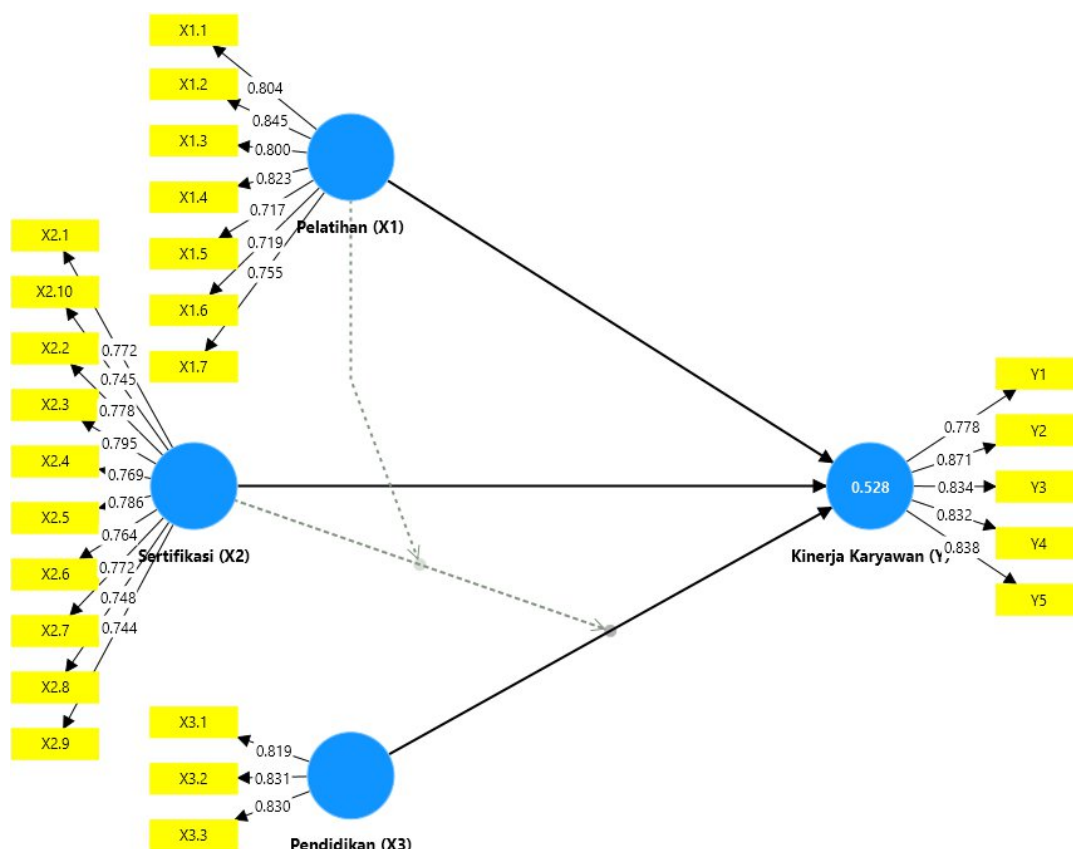 X1.1
X1.2
X1.3
X1.4
X1.5
X1.6
X1.7
0.804
0.845
0.800
0.823
0.717
0.719
0.755
Pelatihan (X1)
X2.1
X2.10
X2.2
X2.3
X2.4
X2.5
X2.6
X2.7
X2.8
X2.9
0.772
0.745
0.778
0.795
0.769
0.786
0.764
0.772
0.748
0.744
Sertifikasi (X2)
X3.1
X3.2
X3.3
0.819
0.831
0.830
Pendidikan (X3)
0.528
Kinerja Karyawan (Y)
0.778
0.871
0.834
0.832
0.838
Y1
Y2
Y3
Y4
Y5